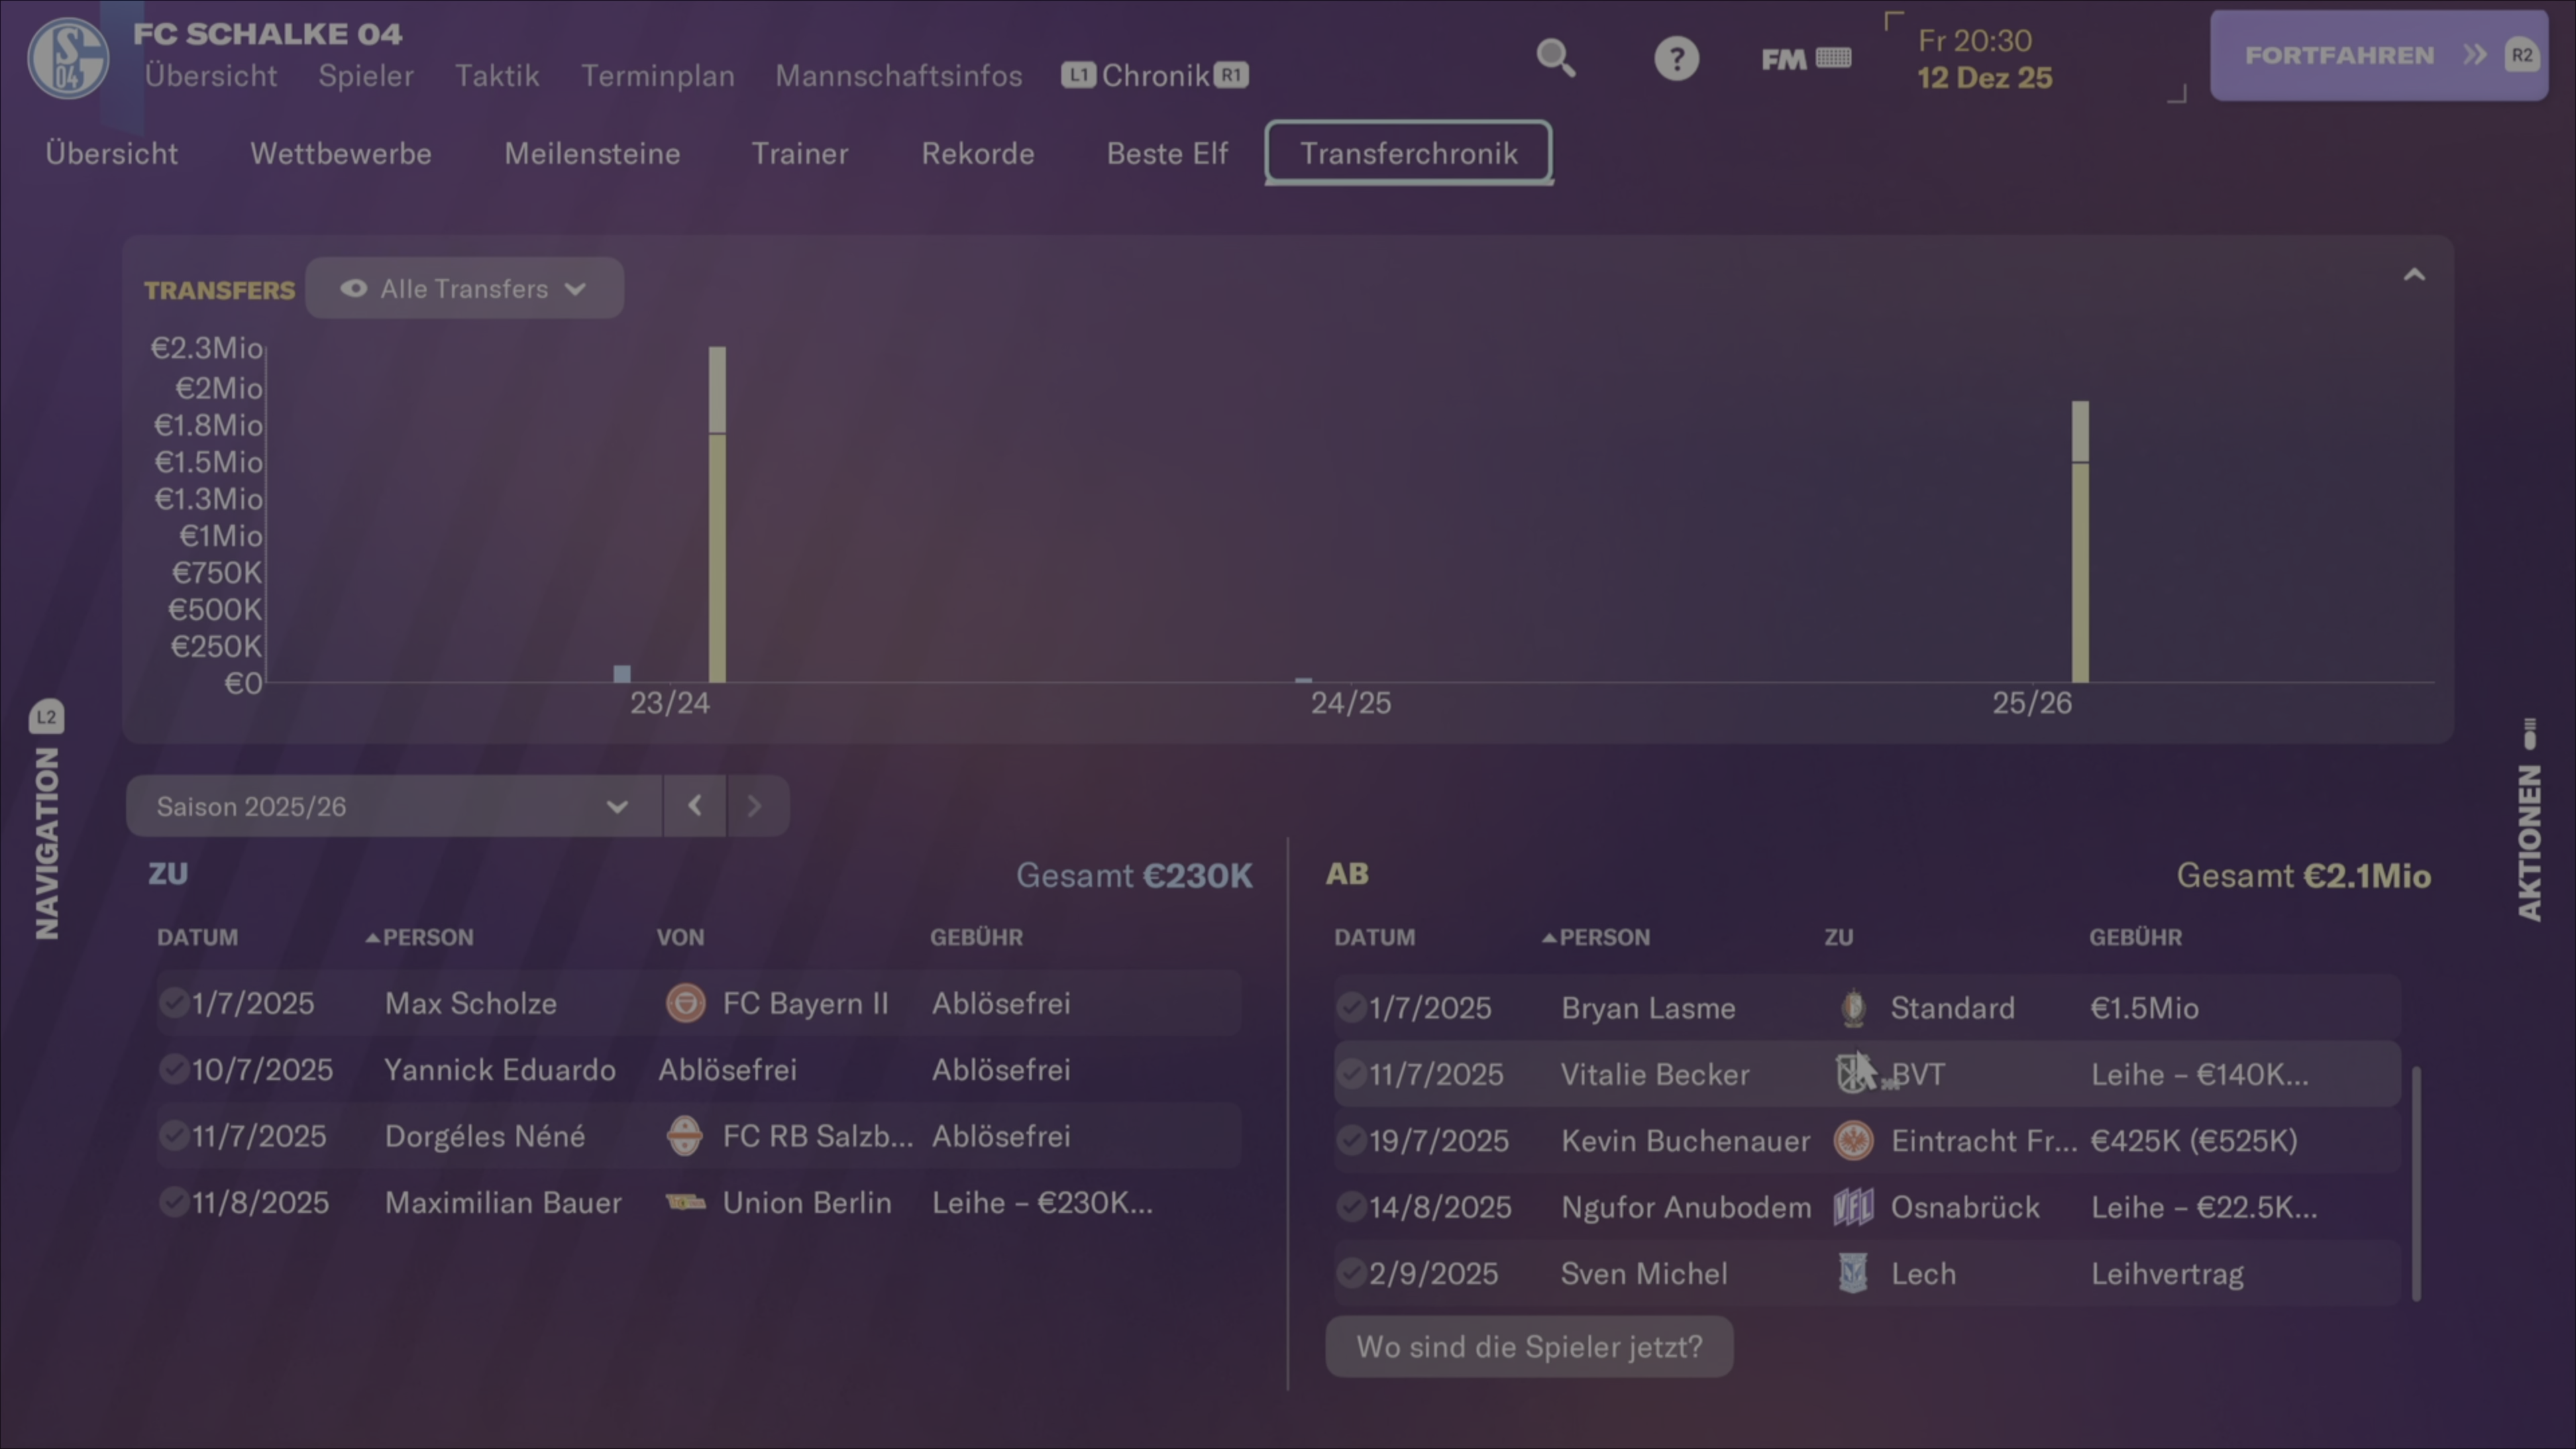 FC SCHALKE 04
Übersicht Spieler Taktik Terminplan Mannschaftsinfos L1 Chronik R1
? FM Fr 20:30
12 Dez 25
FORTFAHREN R2
Übersicht Wettbewerbe Meilensteine Trainer Rekorde Beste Elf Transferchronik
TRANSFERS Alle Transfers
€2.3Mio
€2Mio
€1.8Mio
€1.5Mio
€1.3Mio
€1Mio
€750K
€500K
€250K
€0
23/24 24/25 25/26
L2 NAVIGATION
AKTIONEN
Saison 2025/26
ZU Gesamt €230K
DATUM PERSON VON GEBÜHR
1/7/2025 Max Scholze FC Bayern II Ablösefrei
10/7/2025 Yannick Eduardo Ablösefrei Ablösefrei
11/7/2025 Dorgéles Néné FC RB Salzb... Ablösefrei
11/8/2025 Maximilian Bauer Union Berlin Leihe – €230K...
AB Gesamt €2.1Mio
DATUM PERSON ZU GEBÜHR
1/7/2025 Bryan Lasme Standard €1.5Mio
11/7/2025 Vitalie Becker BVT Leihe – €140K...
19/7/2025 Kevin Buchenauer Eintracht Fr... €425K (€525K)
14/8/2025 Ngufor Anubodem VFL Osnabrück Leihe – €22.5K...
2/9/2025 Sven Michel Lech Leihvertrag
Wo sind die Spieler jetzt?